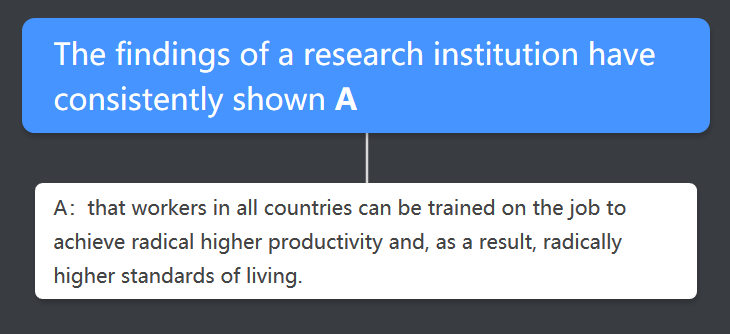 The findings of a research institution have
consistently shown A
A：that workers in all countries can be trained on the job to
achieve radical higher productivity and, as a result, radically
higher standards of living.